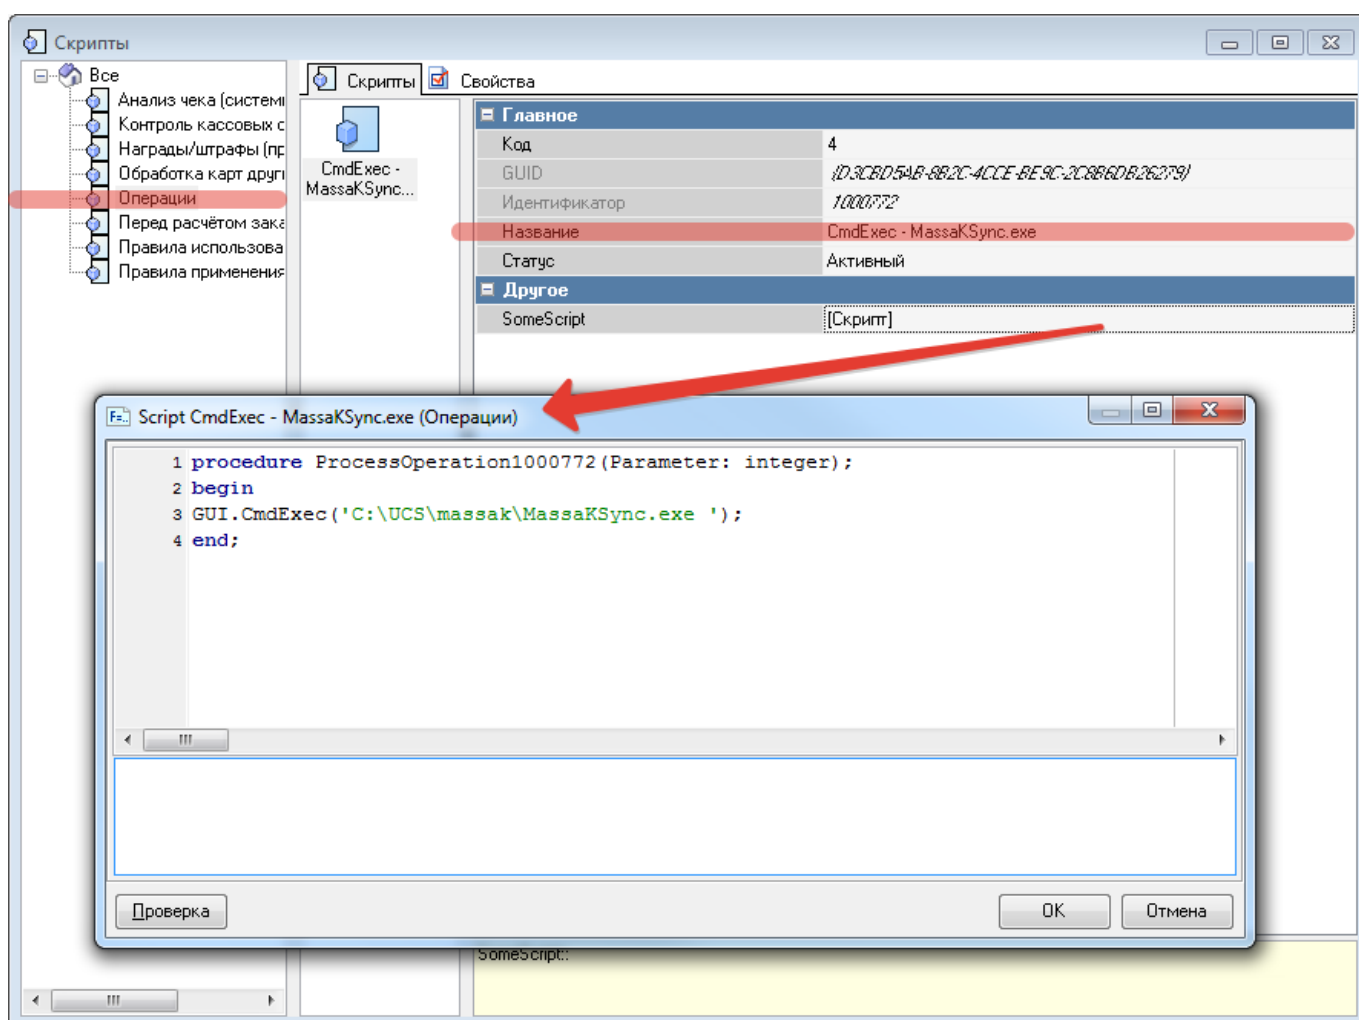 Скрипты
Все
Анализ чека (системн
Контроль кассовых с
Награды/штрафы (пр
Обработка карт други
Операции
Перед расчётом зака
Правила использова
Правила применения
Скрипты
Свойства
CmdExec -
MassaKSync...
Главное
Код 4
GUID {D3CBD5AB-8B2C-4CCE-BE9C-2C8B6DB26279}
Идентификатор 1000772
Название CmdExec - MassaKSync.exe
Статус Активный
Другое
SomeScript [Скрипт]
Script CmdExec - MassaKSync.exe (Операции)
1 procedure ProcessOperation1000772(Parameter: integer);
2 begin
3 GUI.CmdExec('C:\UCS\massak\MassaKSync.exe ');
4 end;
Проверка
OK
Отмена
SomeScript::